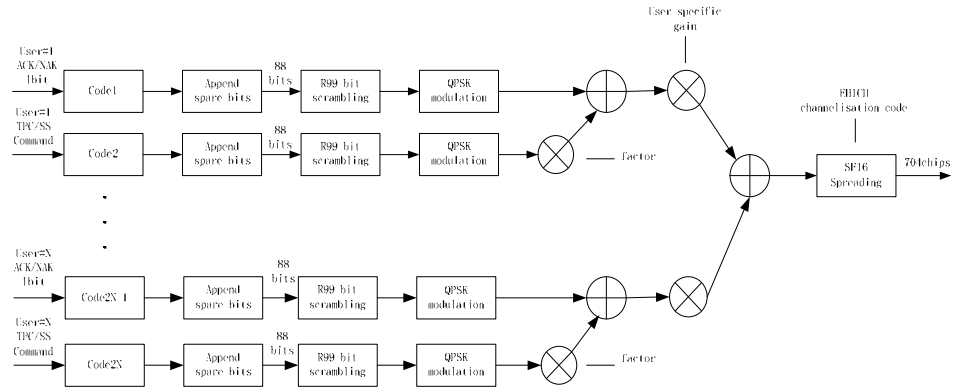 User specific
gain
User=1
ACK/NAK
1bit
Code1
Append
spare bits
88
bits
R99 bit
scrambling
QPSK
modulation
EHICH
channelisation code
User=1
TPC/SS
Command
Code2
Append
spare bits
88
bits
R99 bit
scrambling
QPSK
modulation
factor
SF16
Spreading
704chips
User=N
ACK/NAK
1bit
Code2N-1
Append
spare bits
88
bits
R99 bit
scrambling
QPSK
modulation
User=N
TPC/SS
Command
Code2N
Append
spare bits
88
bits
R99 bit
scrambling
QPSK
modulation
factor